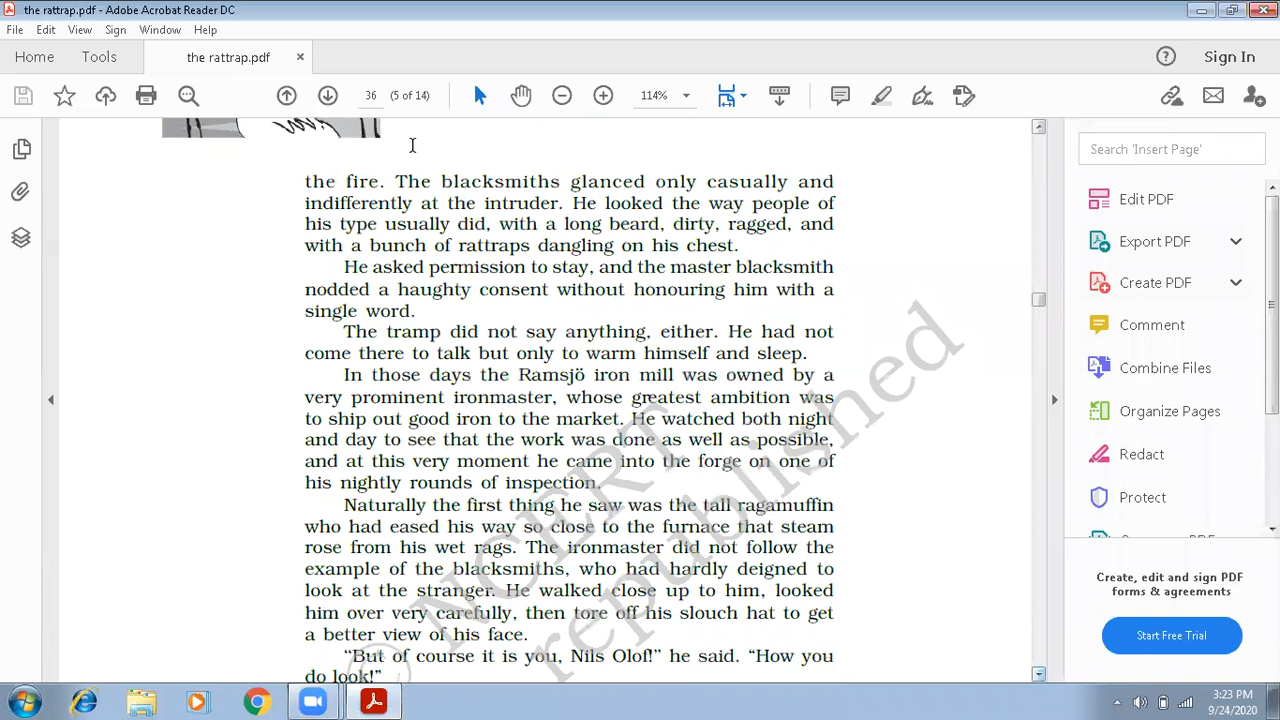 the rattrap.pdf - Adobe Acrobat Reader DC
File Edit View Sign Window Help
Home Tools the rattrap.pdf × Sign In
36 (5 of 14) 114%
Search 'Insert Page'
Edit PDF
Export PDF
Create PDF
Comment
Combine Files
Organize Pages
Redact
Protect
Create, edit and sign PDF
forms & agreements
Start Free Trial
the fire. The blacksmiths glanced only casually and
indifferently at the intruder. He looked the way people of
his type usually did, with a long beard, dirty, ragged, and
with a bunch of rattraps dangling on his chest.
He asked permission to stay, and the master blacksmith
nodded a haughty consent without honouring him with a
single word.
The tramp did not say anything, either. He had not
come there to talk but only to warm himself and sleep.
In those days the Ramsjö iron mill was owned by a
very prominent ironmaster, whose greatest ambition was
to ship out good iron to the market. He watched both night
and day to see that the work was done as well as possible,
and at this very moment he came into the forge on one of
his nightly rounds of inspection.
Naturally the first thing he saw was the tall ragamuffin
who had eased his way so close to the furnace that steam
rose from his wet rags. The ironmaster did not follow the
example of the blacksmiths, who had hardly deigned to
look at the stranger. He walked close up to him, looked
him over very carefully, then tore off his slouch hat to get
a better view of his face.
“But of course it is you, Nils Olof!” he said. “How you
do look!”
© NCERT
republished
3:23 PM
9/24/2020